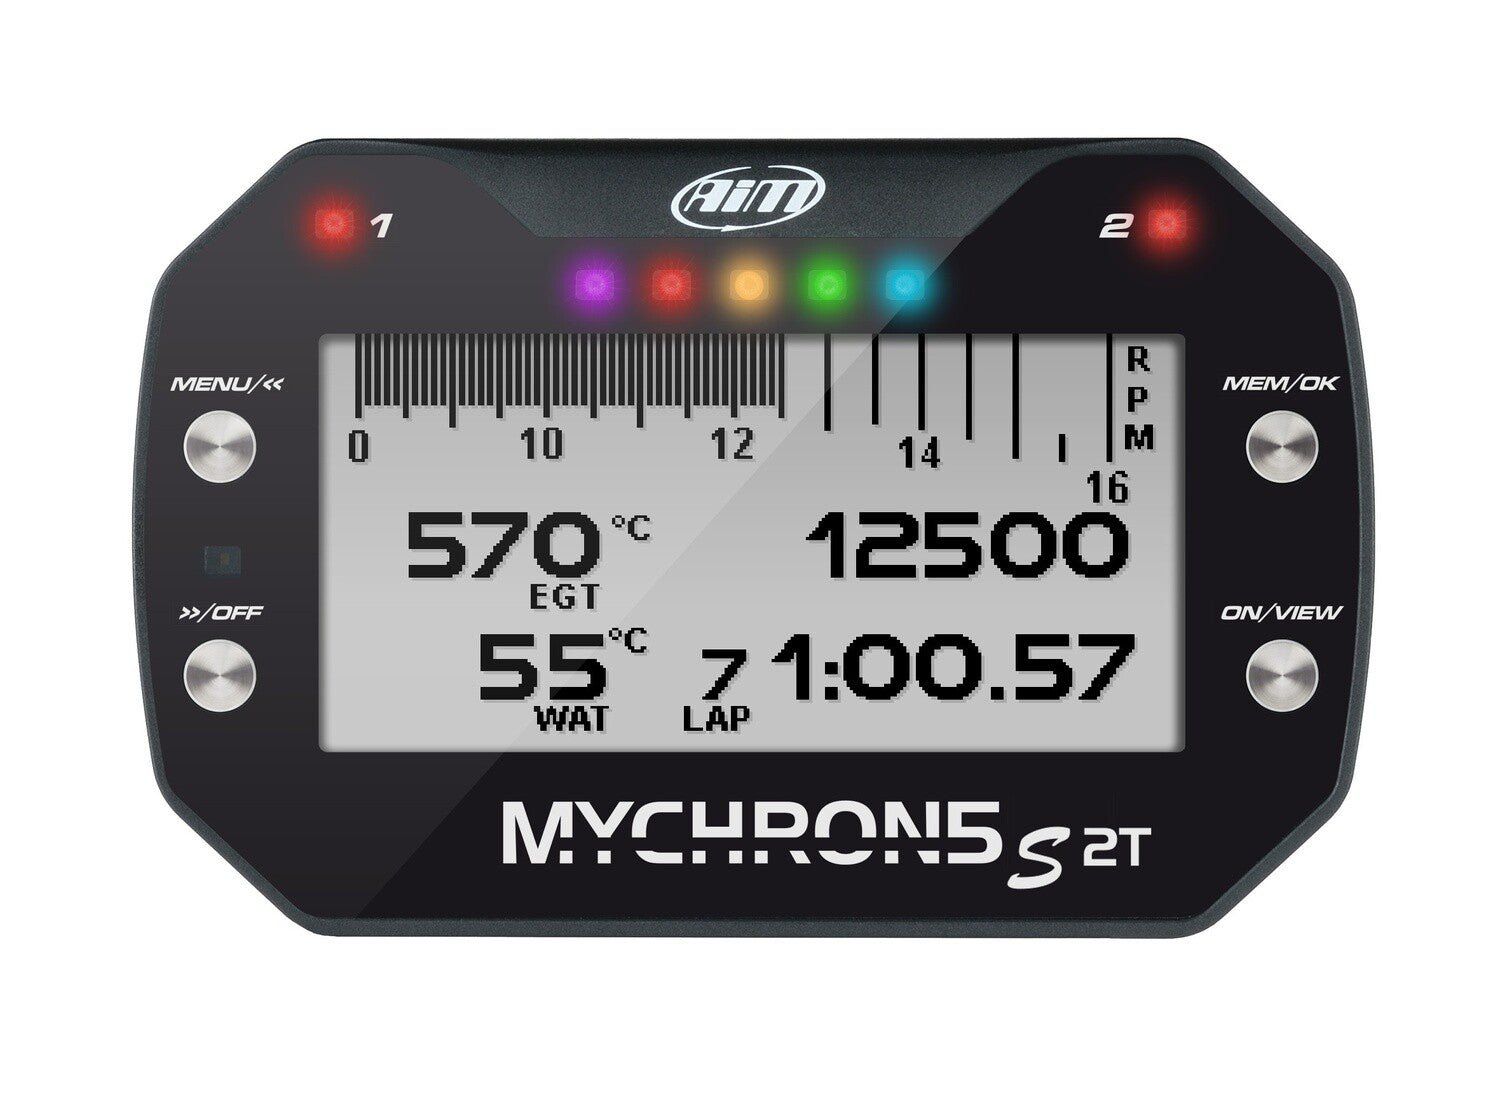 AiM
1
2
MENU/<<
MEM/OK
0 10 12 14 16
RPM
570 °C
EGT
12500
>>/OFF
ON/VIEW
55 °C
WAT
7
LAP
1:00.57
MYCHRON5 S 2T